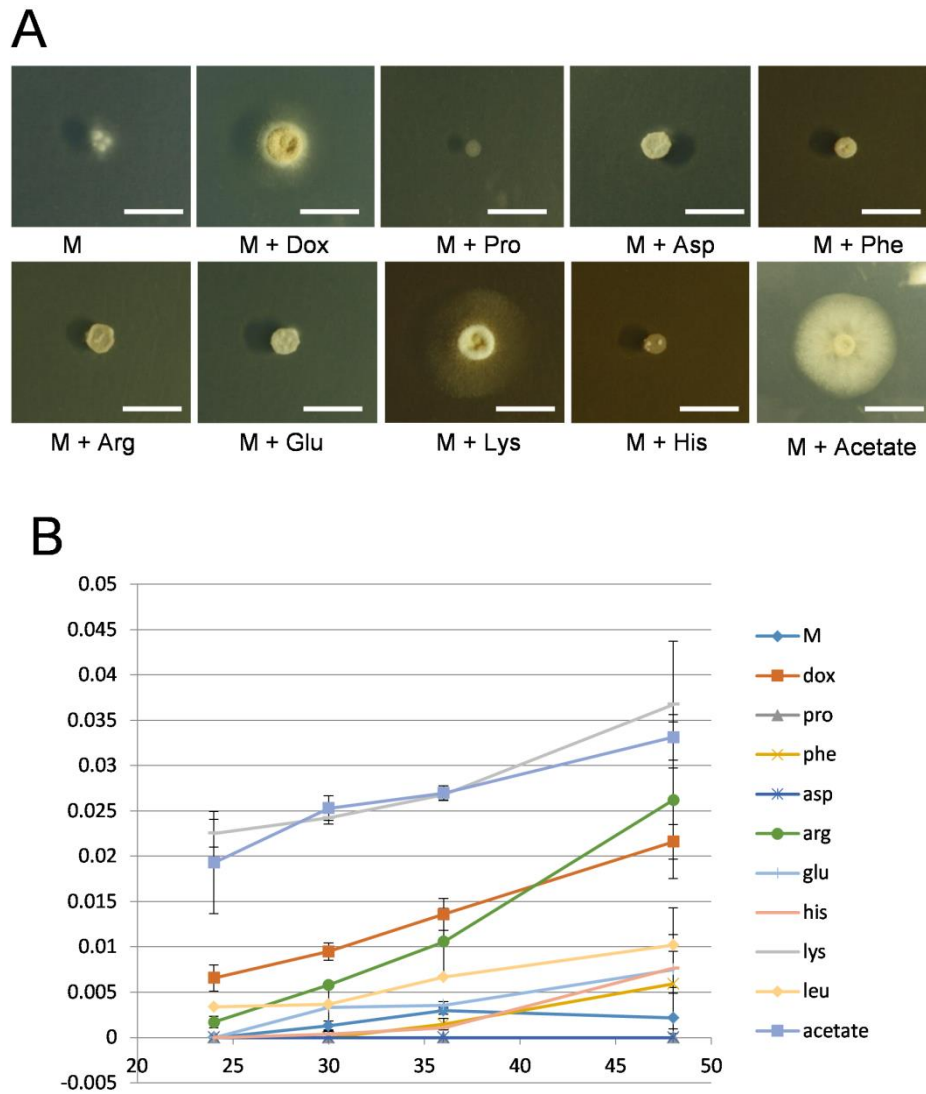 A
M
M + Dox
M + Pro
M + Asp
M + Phe
M + Arg
M + Glu
M + Lys
M + His
M + Acetate
B
0.05
0.045
0.04
0.035
0.03
0.025
0.02
0.015
0.01
0.005
0
-0.005
20
25
30
35
40
45
50
M
dox
pro
phe
asp
arg
glu
his
lys
leu
acetate